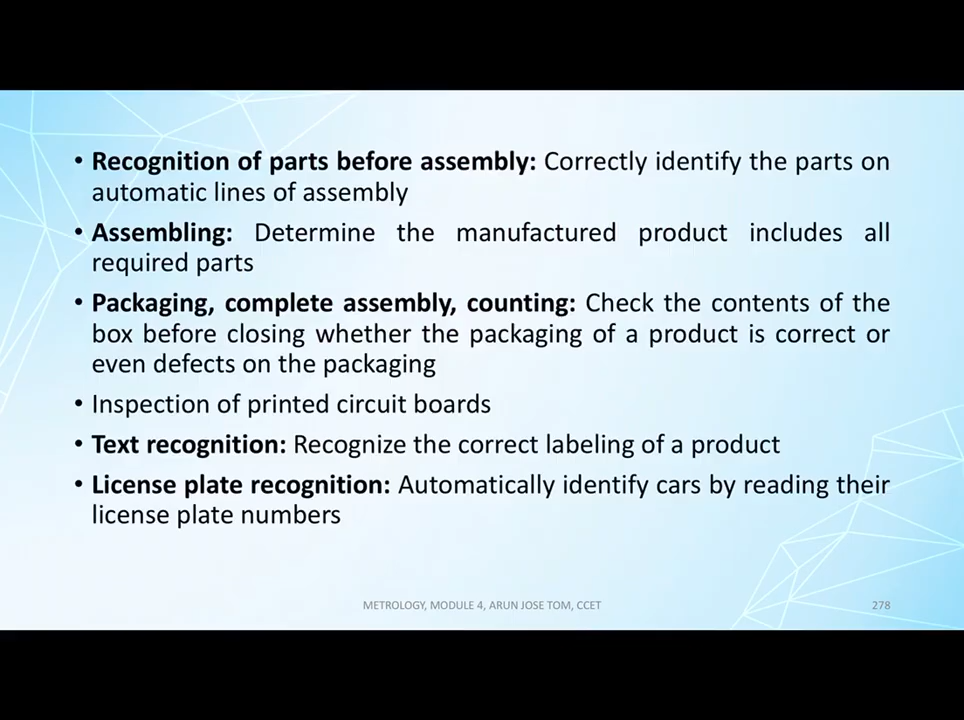 • Recognition of parts before assembly: Correctly identify the parts on
automatic lines of assembly
• Assembling: Determine the manufactured product includes all
required parts
• Packaging, complete assembly, counting: Check the contents of the
box before closing whether the packaging of a product is correct or
even defects on the packaging
• Inspection of printed circuit boards
• Text recognition: Recognize the correct labeling of a product
• License plate recognition: Automatically identify cars by reading their
license plate numbers
METROLOGY, MODULE 4, ARUN JOSE TOM, CCET
278